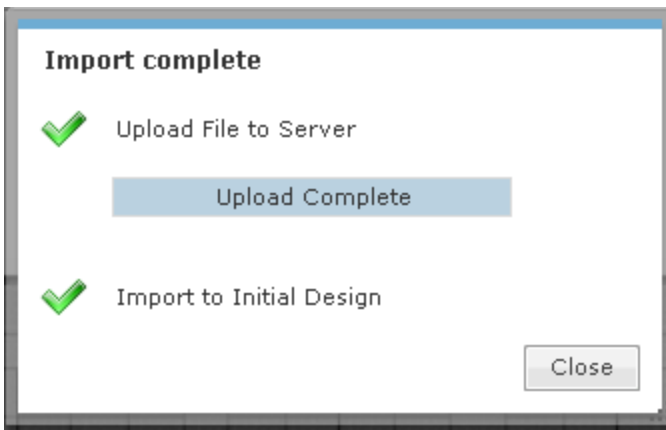 Import complete
Upload File to Server
Upload Complete
Import to Initial Design
Close